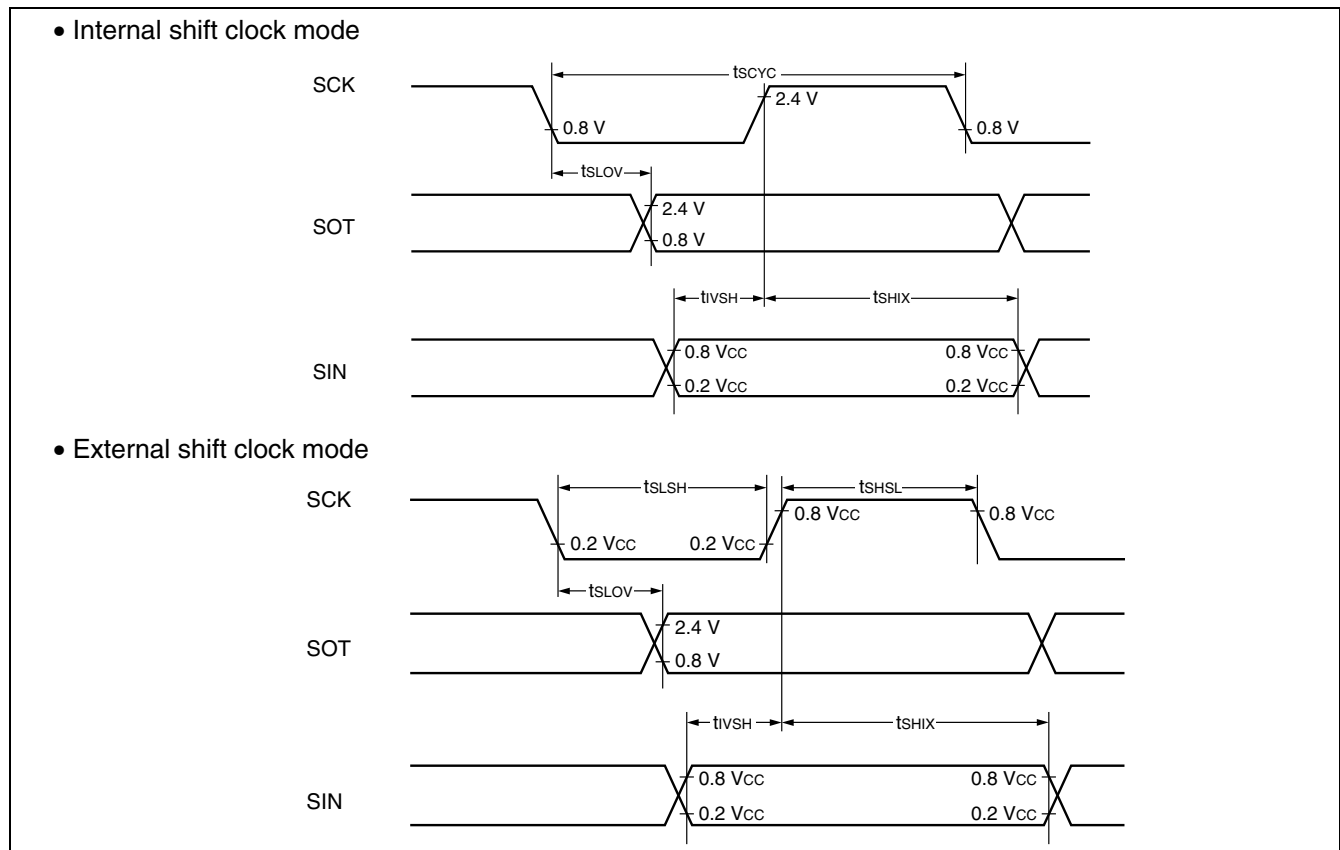 • Internal shift clock mode
tSCYC
SCK
2.4 V
0.8 V
0.8 V
tSLOV
SOT
2.4 V
0.8 V
tIVSH
tSHIX
0.8 VCC
0.8 VCC
SIN
0.2 VCC
0.2 VCC
• External shift clock mode
tSLSH
tSHSL
SCK
0.8 VCC
0.8 VCC
0.2 VCC
0.2 VCC
tSLOV
SOT
2.4 V
0.8 V
tIVSH
tSHIX
0.8 VCC
0.8 VCC
SIN
0.2 VCC
0.2 VCC